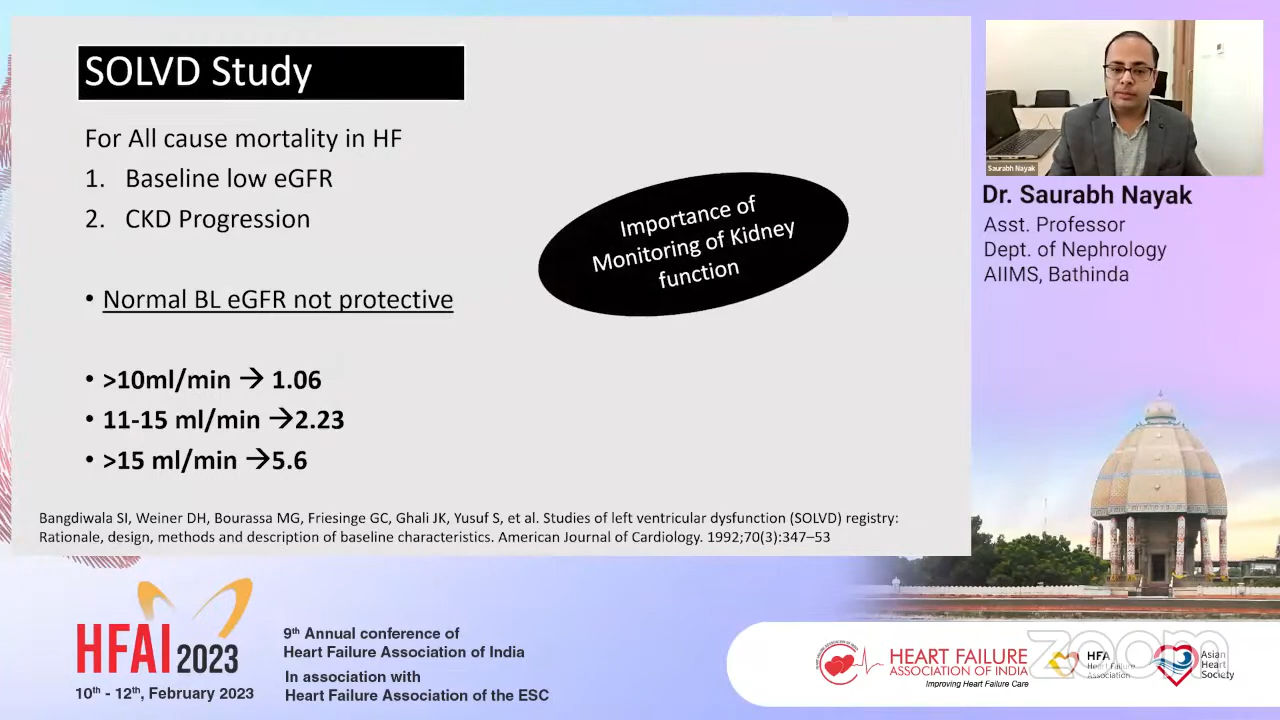 SOLVD Study
For All cause mortality in HF
1. Baseline low eGFR
2. CKD Progression
• Normal BL eGFR not protective
• >10ml/min → 1.06
• 11-15 ml/min →2.23
• >15 ml/min →5.6
Importance of
Monitoring of Kidney
function
Bangdiwala SI, Weiner DH, Bourassa MG, Friesinge GC, Ghali JK, Yusuf S, et al. Studies of left ventricular dysfunction (SOLVD) registry:
Rationale, design, methods and description of baseline characteristics. American Journal of Cardiology. 1992;70(3):347–53
Saurabh Nayak
Dr. Saurabh Nayak
Asst. Professor
Dept. of Nephrology
AIIMS, Bathinda
HFAI 2023
10th - 12th, February 2023
9th Annual conference of
Heart Failure Association of India
In association with
Heart Failure Association of the ESC
HEART FAILURE
ASSOCIATION OF INDIA
Improving Heart Failure Care
zoom
HFA
Heart Failure
Association
Asian
Heart
Society